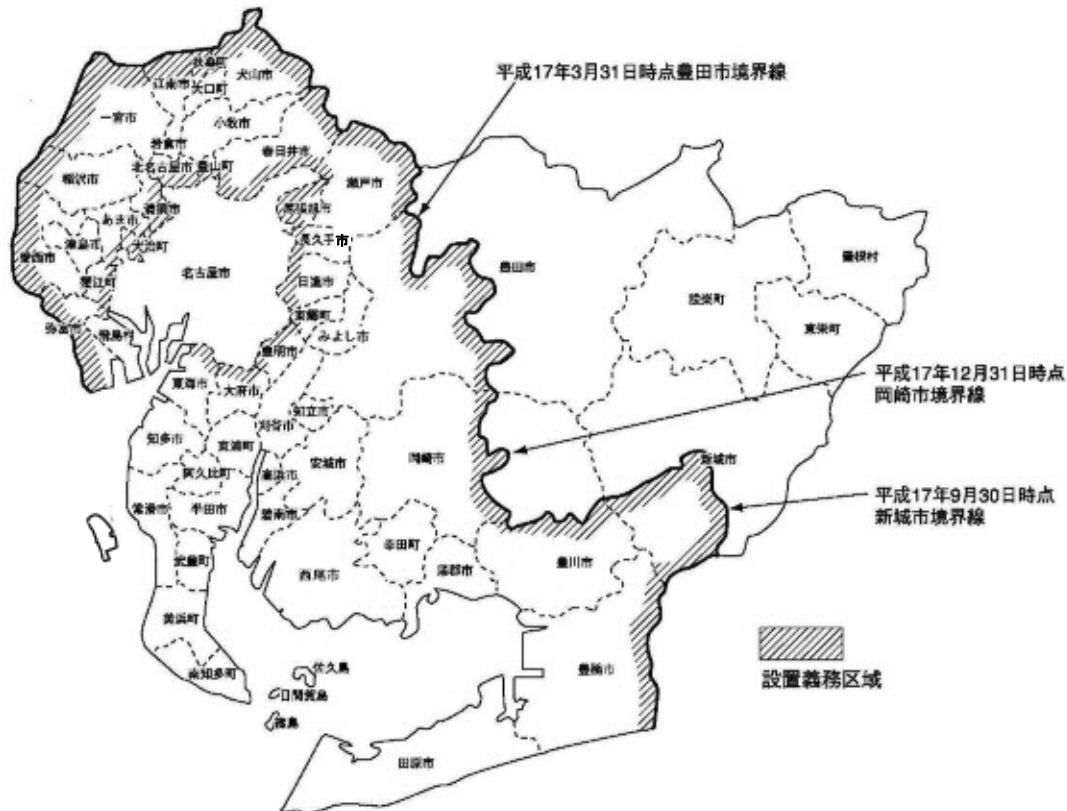 扶桑町
犬山市
江南市
大口町
一宮市
小牧市
岩倉市
春日井市
北名古屋市
豊山町
稲沢市
瀬戸市
清須市
尾張旭市
あま市
津島市
大治町
長久手市
愛西市
名古屋市
蟹江町
日進市
東郷町
みよし市
弥富市
飛島村
豊明市
東海市
大府市
知立市
刈谷市
知多市
東浦町
安城市
岡崎市
阿久比町
高浜市
常滑市
半田市
碧南市
武豊町
西尾市
幸田町
蒲郡市
豊川市
美浜町
南知多町
佐久島
日間賀島
篠島
豊橋市
田原市
新城市
豊根村
東栄町
平成17年3月31日時点豊田市境界線
平成17年12月31日時点
岡崎市境界線
平成17年9月30日時点
新城市境界線
設置義務区域